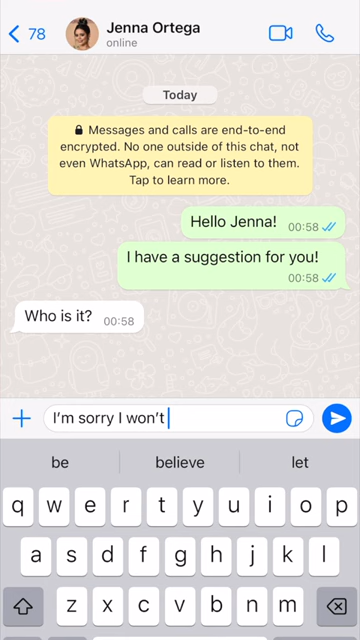 78
Jenna Ortega
online
Today
Messages and calls are end-to-end
encrypted. No one outside of this chat, not
even WhatsApp, can read or listen to them.
Tap to learn more.
Hello Jenna! 00:58
I have a suggestion for you!
00:58
Who is it? 00:58
I’m sorry I won’t
be believe let
q w e r t y u i o p
a s d f g h j k l
z x c v b n m